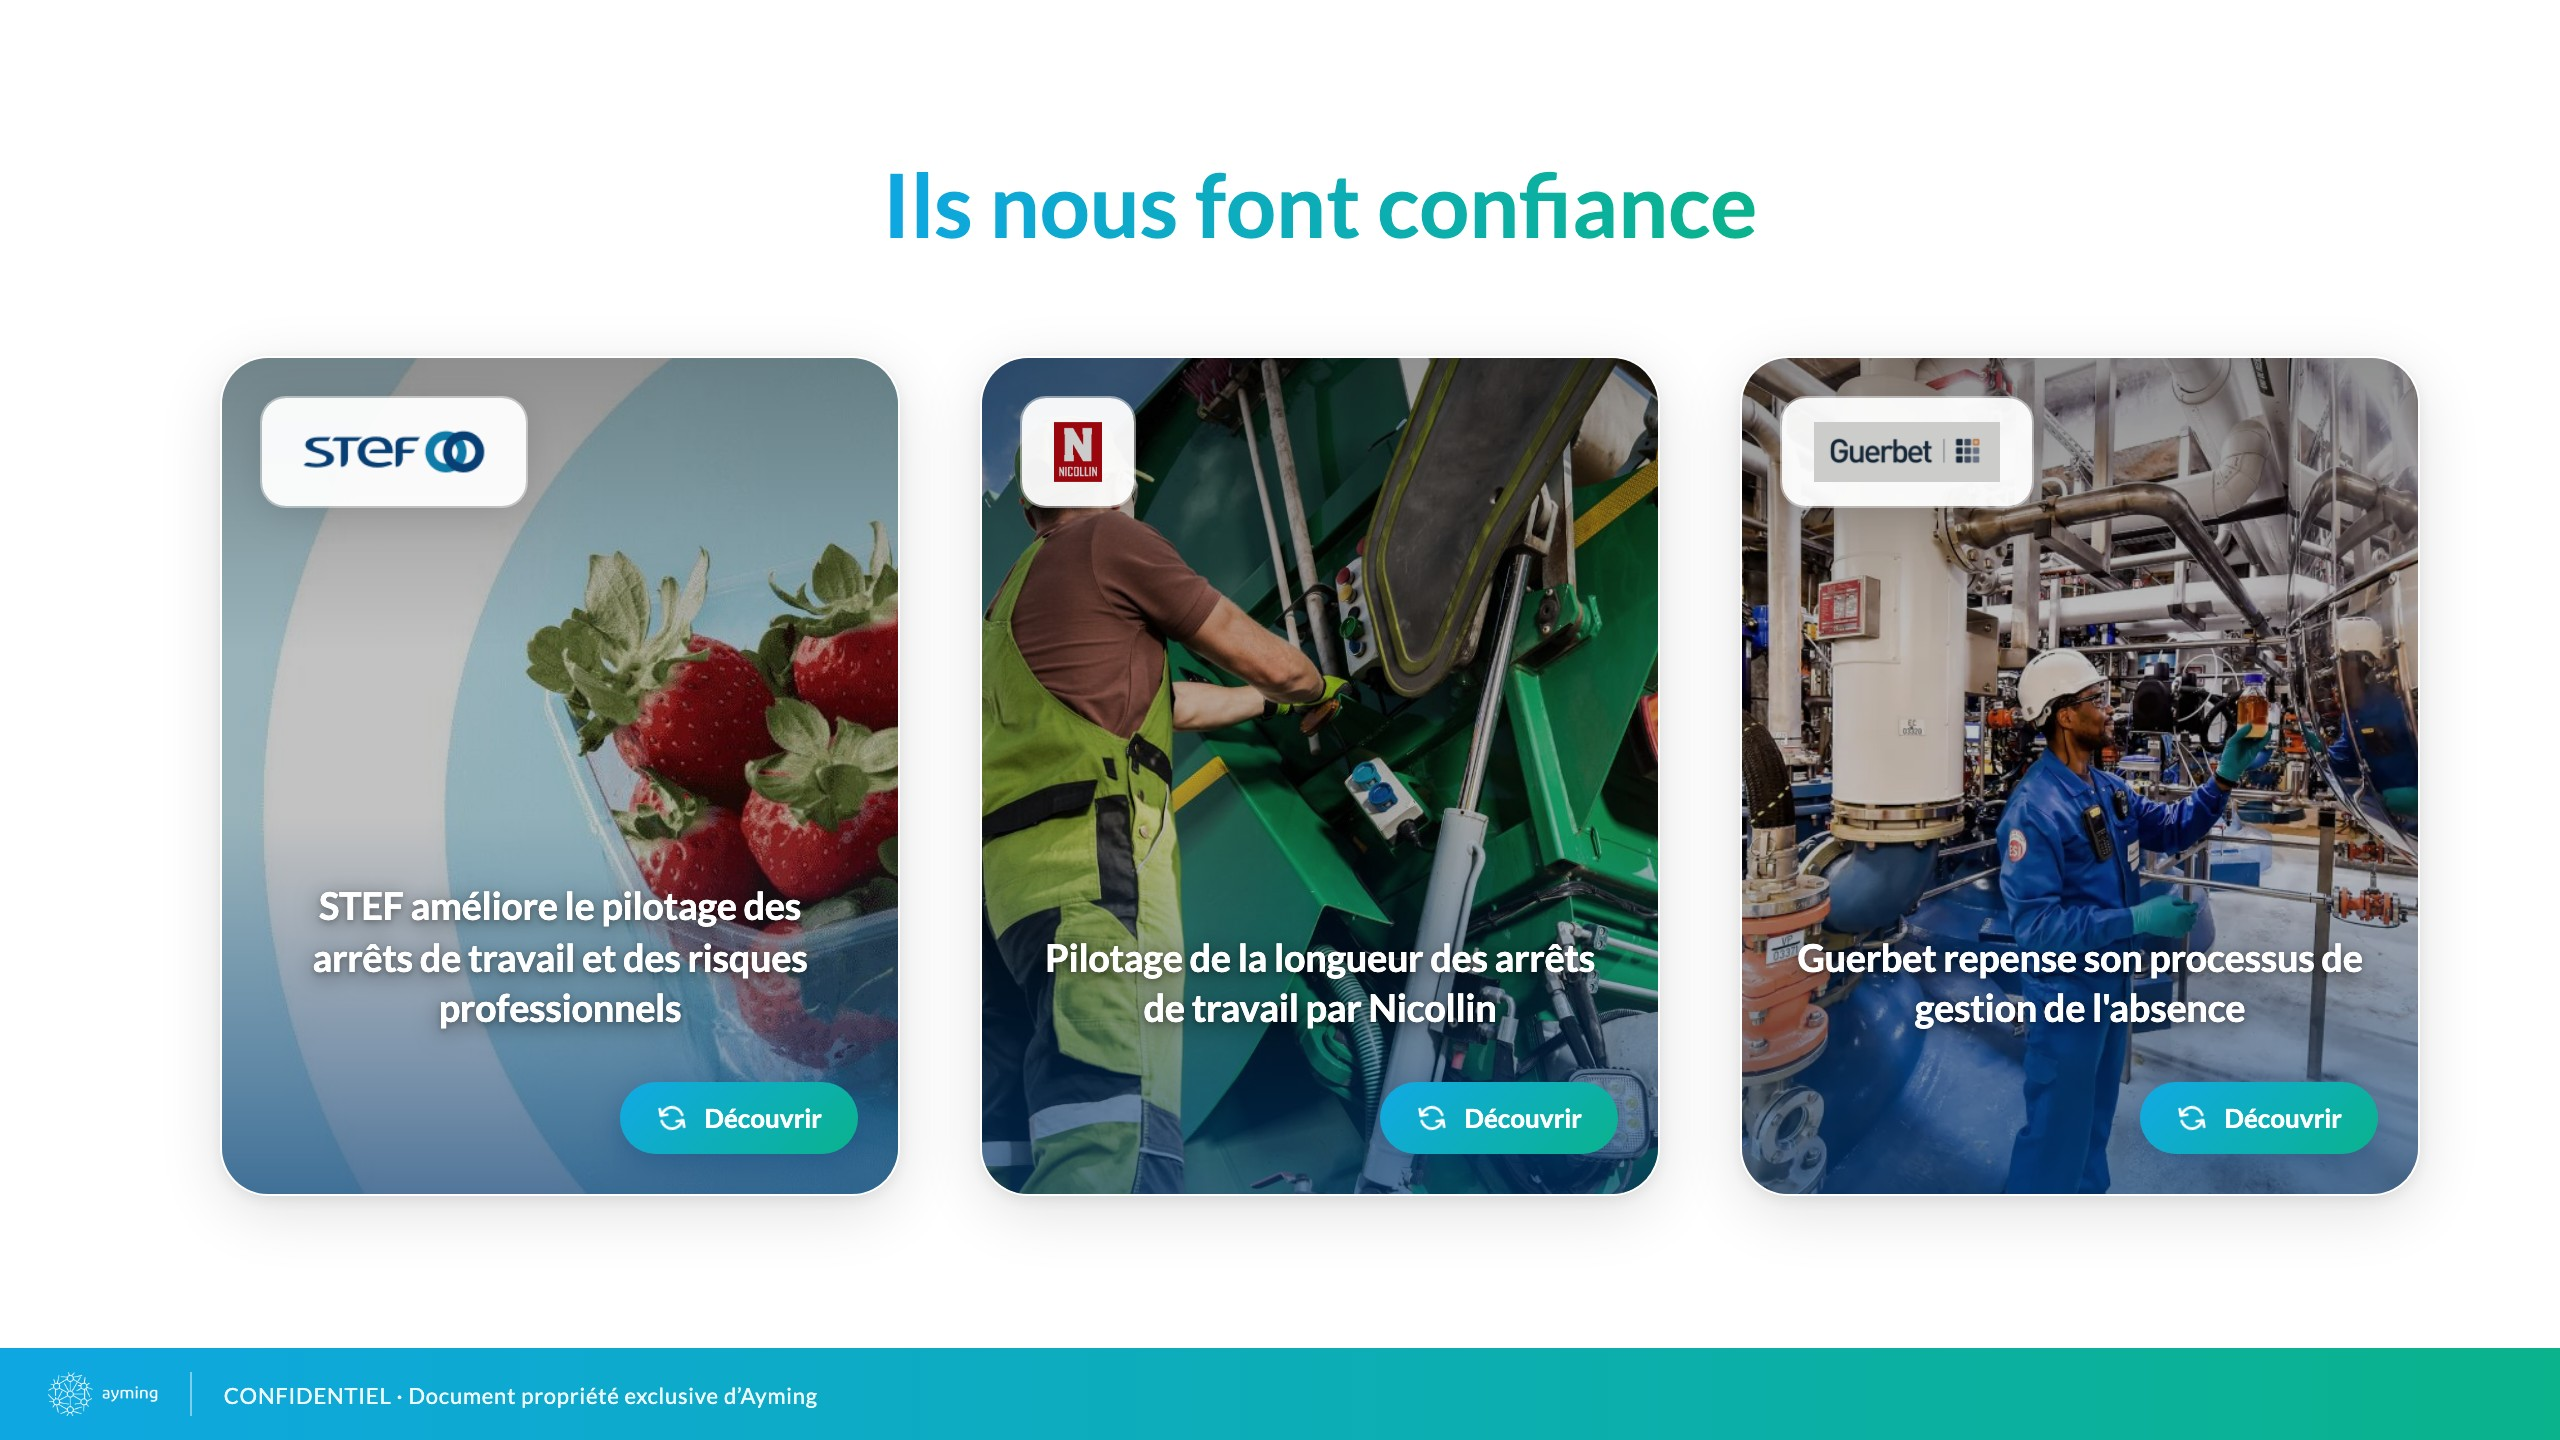 Ils nous font confiance
STEF
STEF améliore le pilotage des
arrêts de travail et des risques
professionnels
Découvrir
N
NICOLLIN
Pilotage de la longueur des arrêts
de travail par Nicollin
Découvrir
Guerbet
Guerbet repense son processus de
gestion de l'absence
Découvrir
ayming
CONFIDENTIEL · Document propriété exclusive d’Ayming